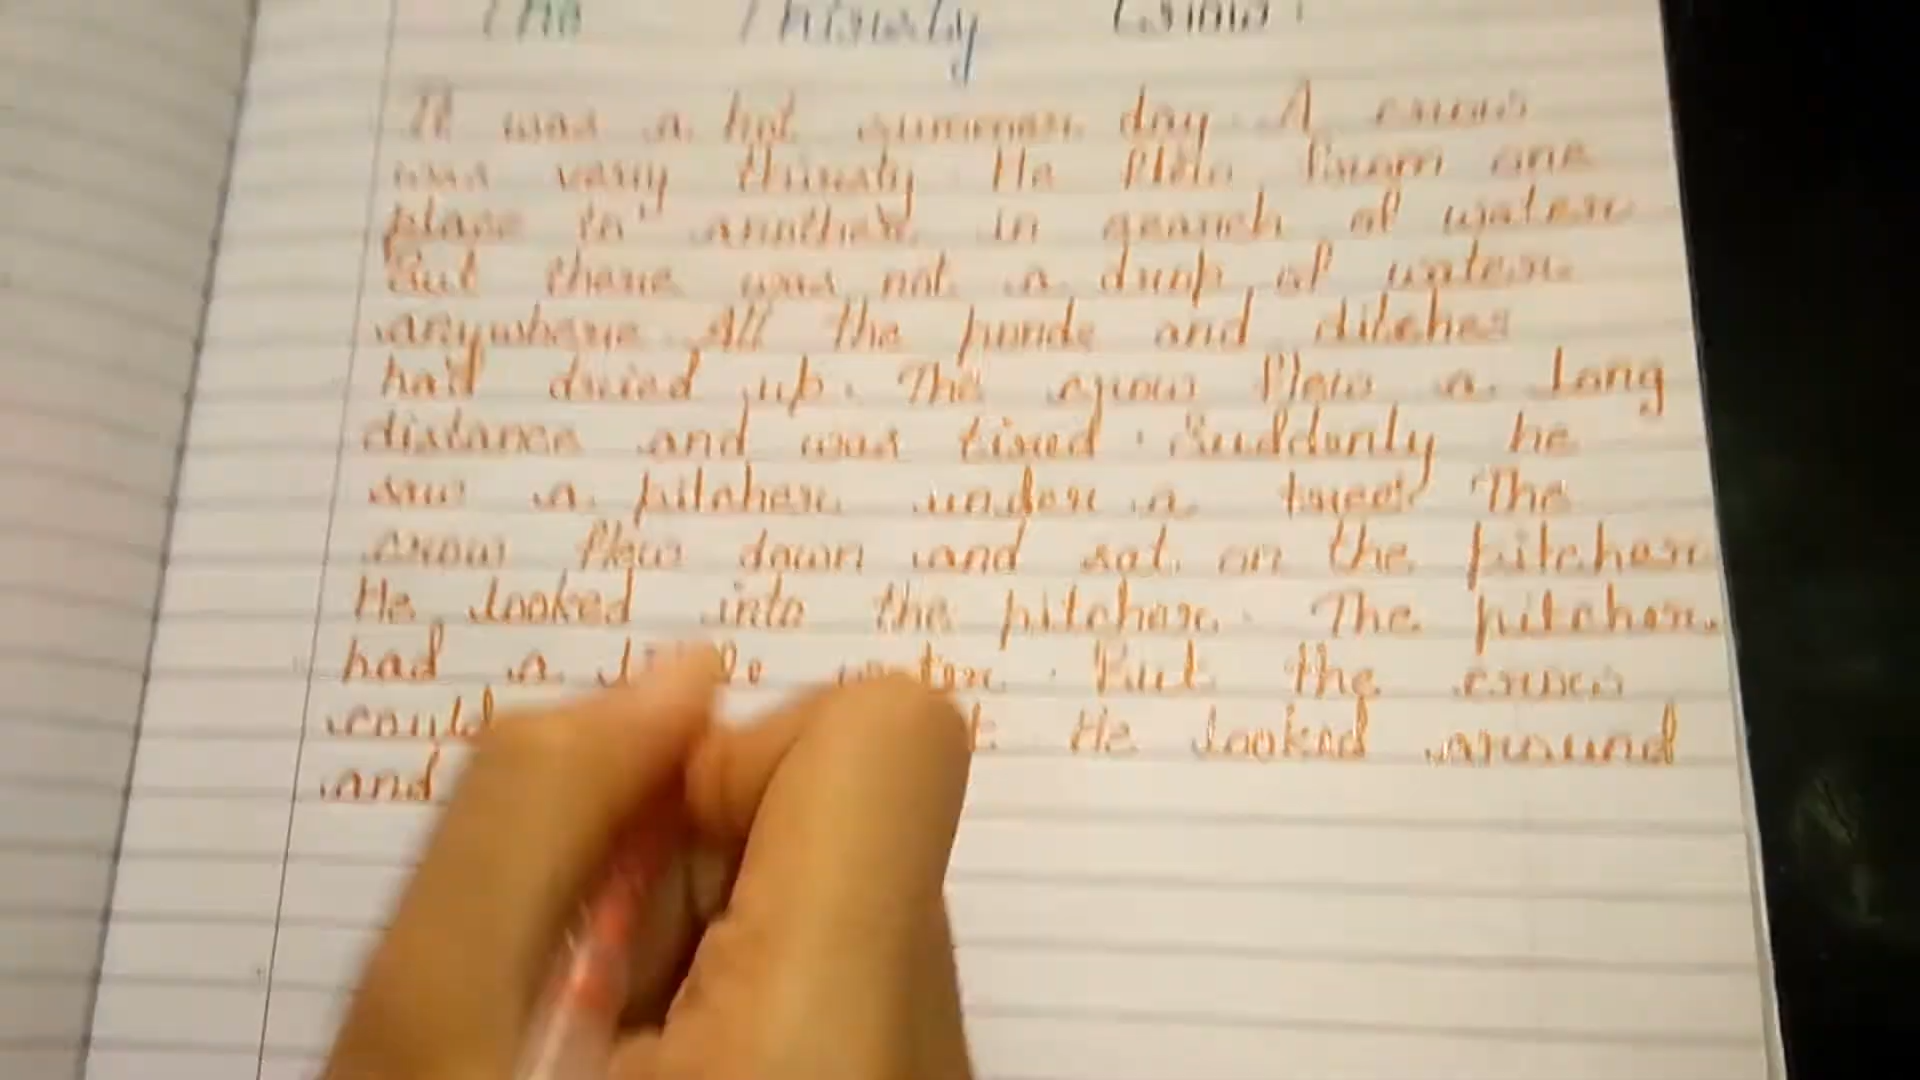 The Thirsty Crow
It was a hot summer day. A crow
was very thirsty. He flew from one
place to another in search of water
But there was not a drop of water
anywhere. All the ponds and ditches
had dried up. The crow flew a long
distance and was tired. Suddenly he
saw a pitcher under a tree. The
crow flew down and sat on the pitcher
He looked into the pitcher. The pitcher
had a little water. But the crow
could He looked around
and